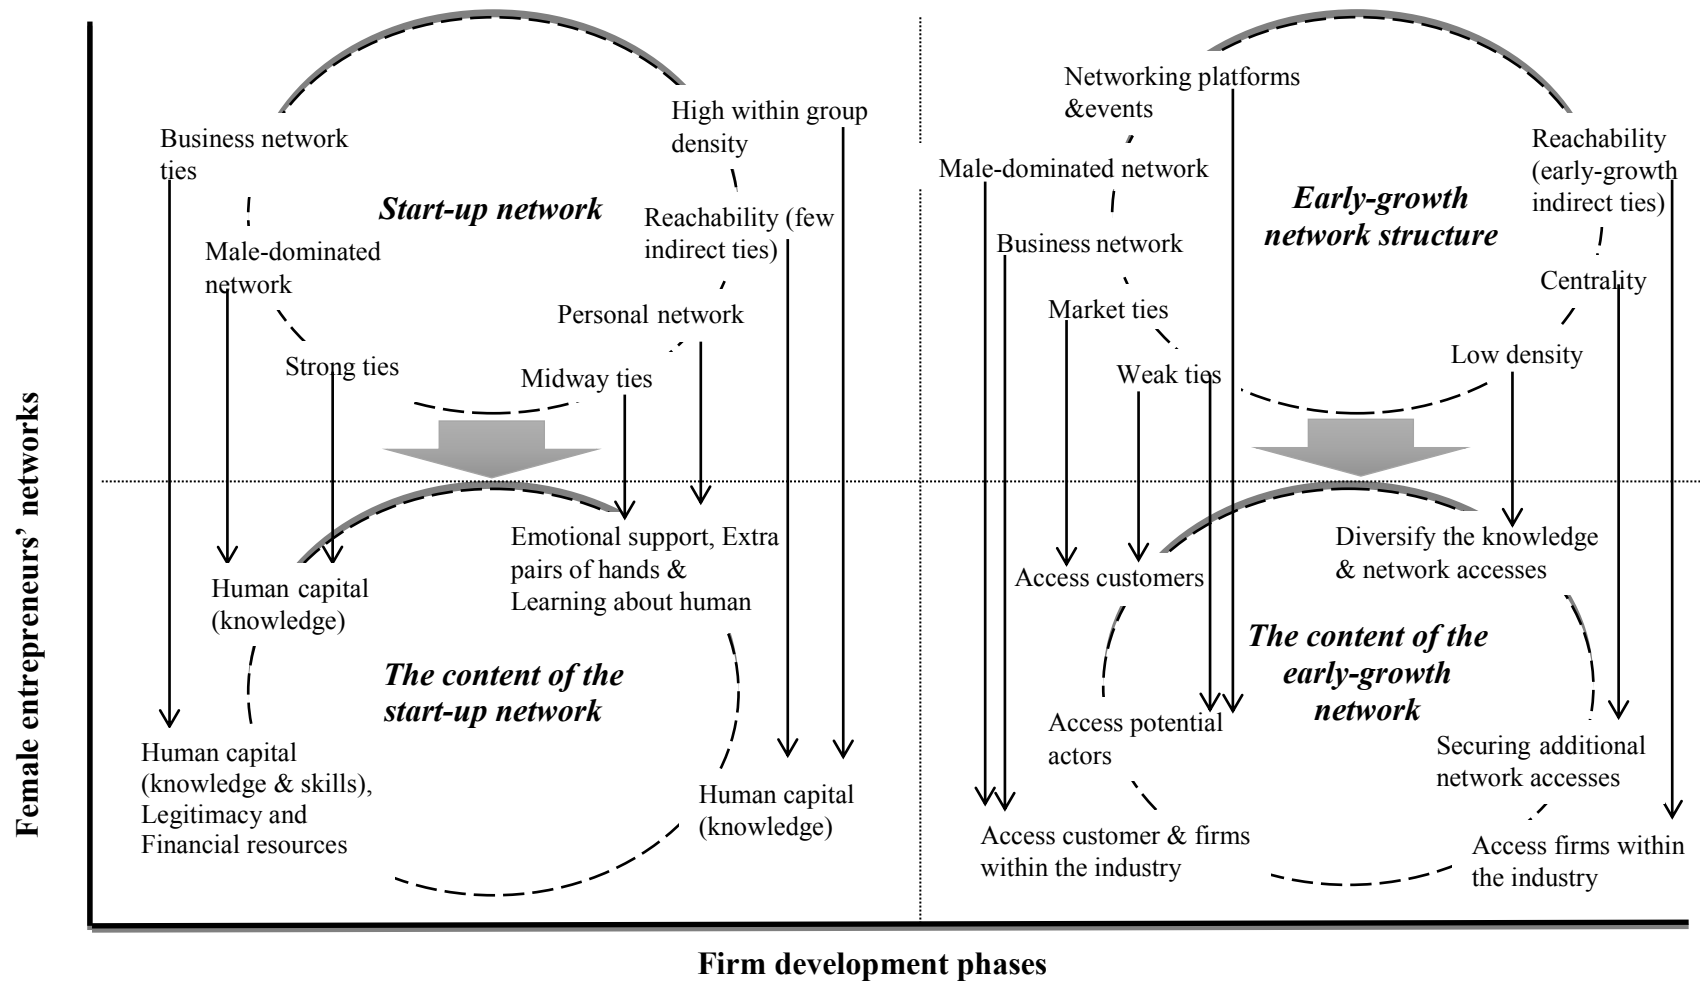 Female entrepreneurs’ networks
Business network
ties
Male-dominated
network
Strong ties
Start-up network
High within group
density
Reachability (few
indirect ties)
Personal network
Midway ties
Networking platforms
&events
Male-dominated network
Business network
Market ties
Weak ties
Early-growth
network structure
Reachability
(early-growth
indirect ties)
Centrality
Low density
Human capital
(knowledge)
Emotional support, Extra
pairs of hands &
Learning about human
The content of the
start-up network
Human capital
(knowledge & skills),
Legitimacy and
Financial resources
Human capital
(knowledge)
Access customers
Diversify the knowledge
& network accesses
The content of the
early-growth
network
Access potential
actors
Securing additional
network accesses
Access customer & firms
within the industry
Access firms within
the industry
Firm development phases